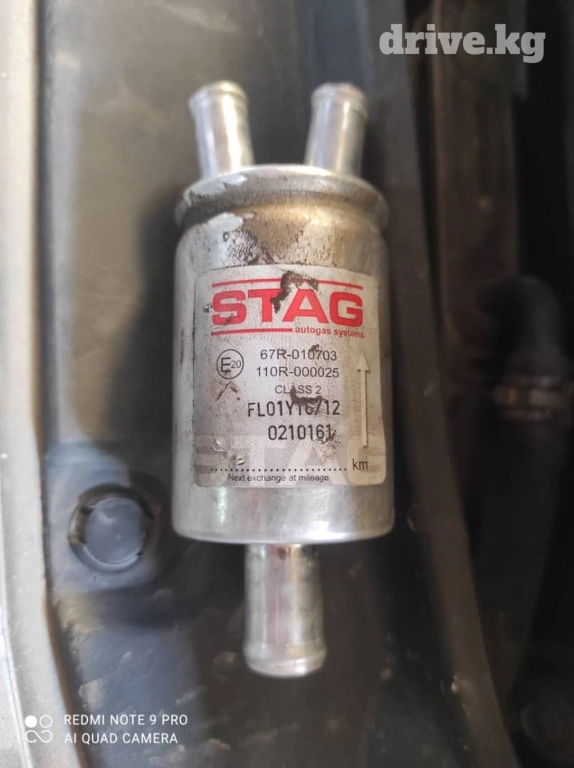 drive.kg
STAG
autogas systems
E20
67R-010703
110R-000025
CLASS 2
FL01Y16/12
0210161
STAG
km
Next exchange at mileage
REDMI NOTE 9 PRO
AI QUAD CAMERA